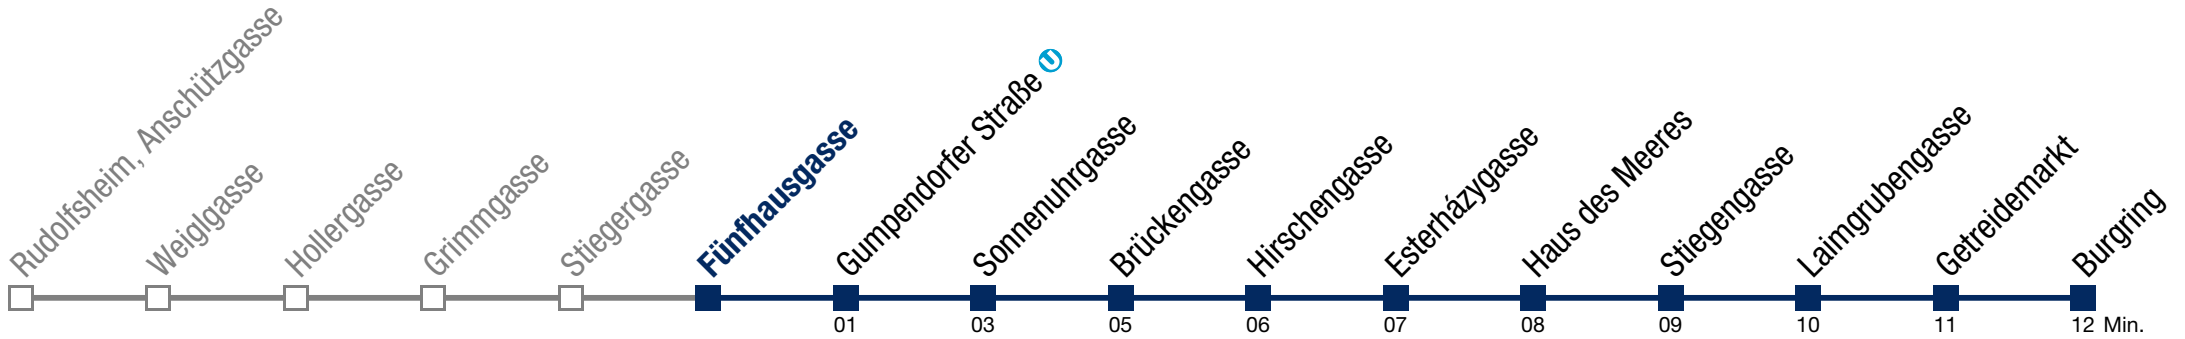 Rudolfsheim, Anschützgasse
Weiglgasse
Hollergasse
Grimmgasse
Stiegergasse
Fünfhausgasse
Gumpendorfer Straße
Sonnenuhrgasse
Brückengasse
Hirschengasse
Esterházygasse
Haus des Meeres
Stiegengasse
Laimgrubengasse
Getreidemarkt
Burgring
01 03 05 06 07 08 09 10 11 12 Min.